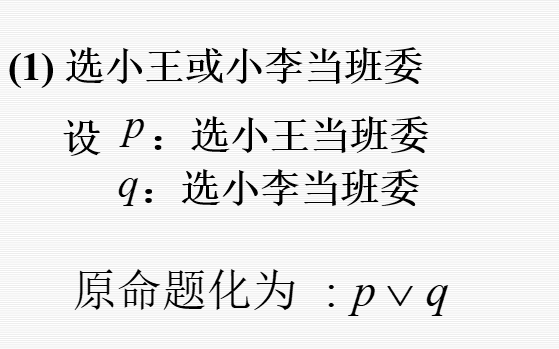 (1) 选小王或小李当班委
设 p：选小王当班委
q：选小李当班委
原命题化为 : p ∨ q